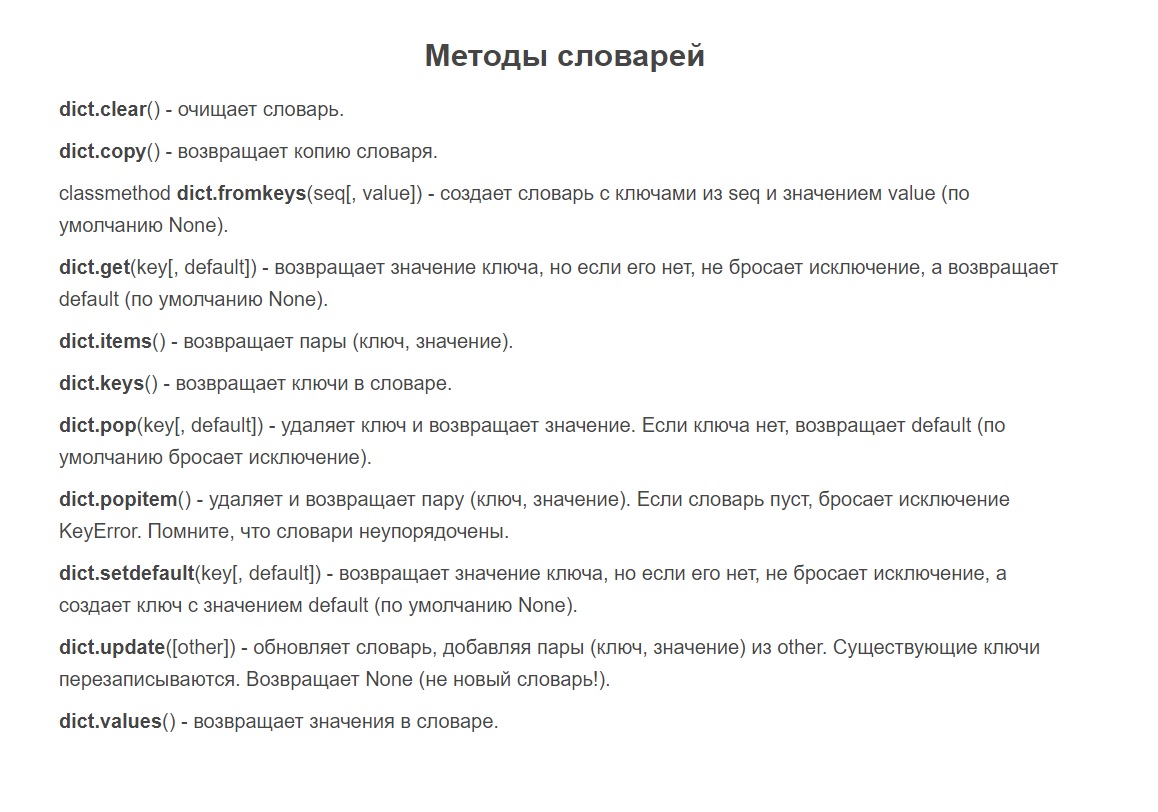 Методы словарей
dict.clear() - очищает словарь.
dict.copy() - возвращает копию словаря.
classmethod dict.fromkeys(seq[, value]) - создает словарь с ключами из seq и значением value (по
умолчанию None).
dict.get(key[, default]) - возвращает значение ключа, но если его нет, не бросает исключение, а возвращает
default (по умолчанию None).
dict.items() - возвращает пары (ключ, значение).
dict.keys() - возвращает ключи в словаре.
dict.pop(key[, default]) - удаляет ключ и возвращает значение. Если ключа нет, возвращает default (по
умолчанию бросает исключение).
dict.popitem() - удаляет и возвращает пару (ключ, значение). Если словарь пуст, бросает исключение
KeyError. Помните, что словари неупорядочены.
dict.setdefault(key[, default]) - возвращает значение ключа, но если его нет, не бросает исключение, а
создает ключ с значением default (по умолчанию None).
dict.update([other]) - обновляет словарь, добавляя пары (ключ, значение) из other. Существующие ключи
перезаписываются. Возвращает None (не новый словарь!).
dict.values() - возвращает значения в словаре.